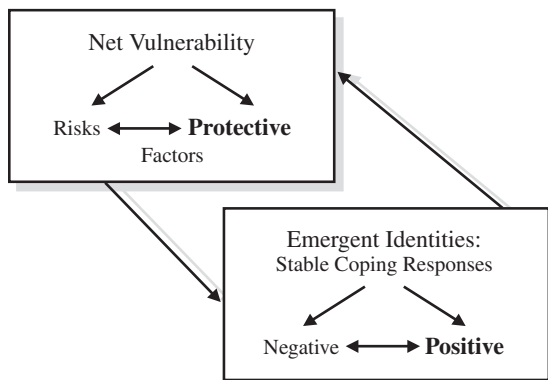 Net Vulnerability
Risks Protective
Factors
Emergent Identities:
Stable Coping Responses
Negative Positive